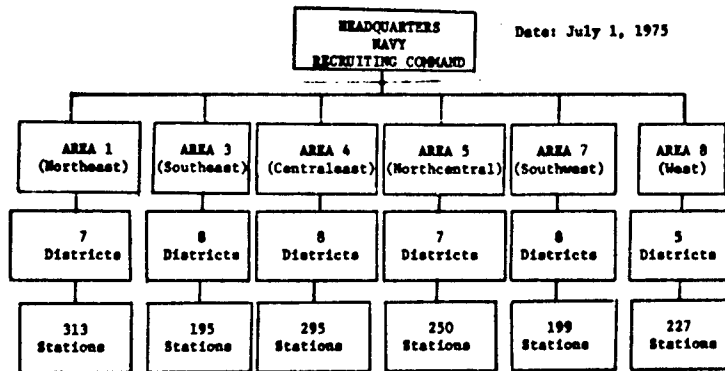 HEADQUARTERS
NAVY
RECRUITING COMMAND
Date: July 1, 1975
AREA 1
(Northeast)
AREA 3
(Southeast)
AREA 4
(Centraleast)
AREA 5
(Northcentral)
AREA 7
(Southwest)
AREA 8
(West)
7
Districts
8
Districts
8
Districts
7
Districts
8
Districts
5
Districts
313
Stations
195
Stations
295
Stations
250
Stations
199
Stations
227
Stations